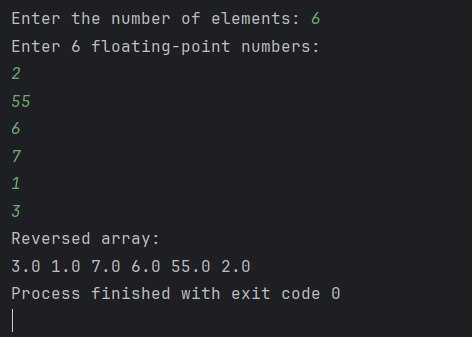 Enter the number of elements: 6
Enter 6 floating-point numbers:
2
55
6
7
1
3
Reversed array:
3.0 1.0 7.0 6.0 55.0 2.0
Process finished with exit code 0